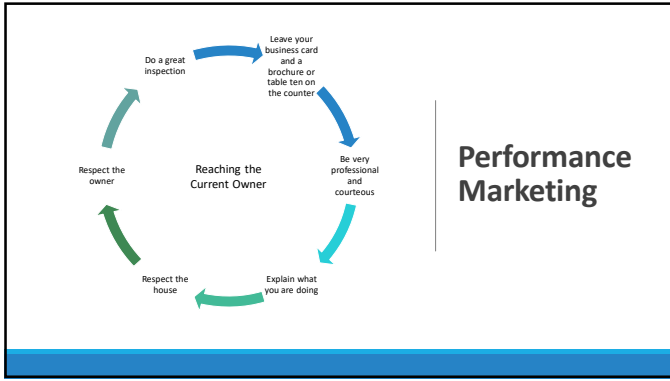 Performance
Marketing
Reaching the
Current Owner
Do a great
inspection
Leave your
business card
and a
brochure or
table ten on
the counter
Be very
professional
and
courteous
Explain what
you are doing
Respect the
house
Respect the
owner